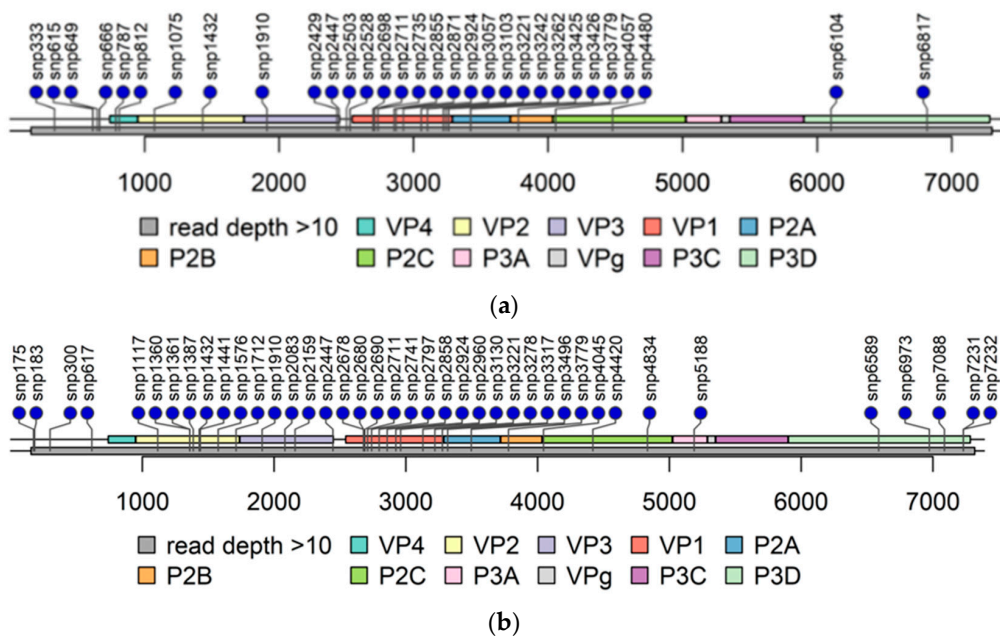 snp333
snp615
snp649
snp666
snp787
snp812
snp1075
snp1432
snp1910
snp2429
snp2447
snp2503
snp2528
snp2698
snp2711
snp2735
snp2855
snp2871
snp2924
snp3057
snp3103
snp3221
snp3242
snp3262
snp3425
snp3426
snp3779
snp4057
snp4480
snp6104
snp6817
1000 2000 3000 4000 5000 6000 7000
read depth >10 VP4 VP2 VP3 VP1 P2A
P2B P2C P3A VPg P3C P3D
(a)
snp175
snp183
snp300
snp617
snp1117
snp1360
snp1361
snp1387
snp1432
snp1441
snp1576
snp1712
snp1910
snp2083
snp2159
snp2447
snp2678
snp2680
snp2690
snp2711
snp2741
snp2797
snp2858
snp2924
snp2960
snp3130
snp3221
snp3278
snp3317
snp3496
snp3779
snp4045
snp4420
snp4834
snp5188
snp6589
snp6973
snp7088
snp7231
snp7232
1000 2000 3000 4000 5000 6000 7000
read depth >10 VP4 VP2 VP3 VP1 P2A
P2B P2C P3A VPg P3C P3D
(b)